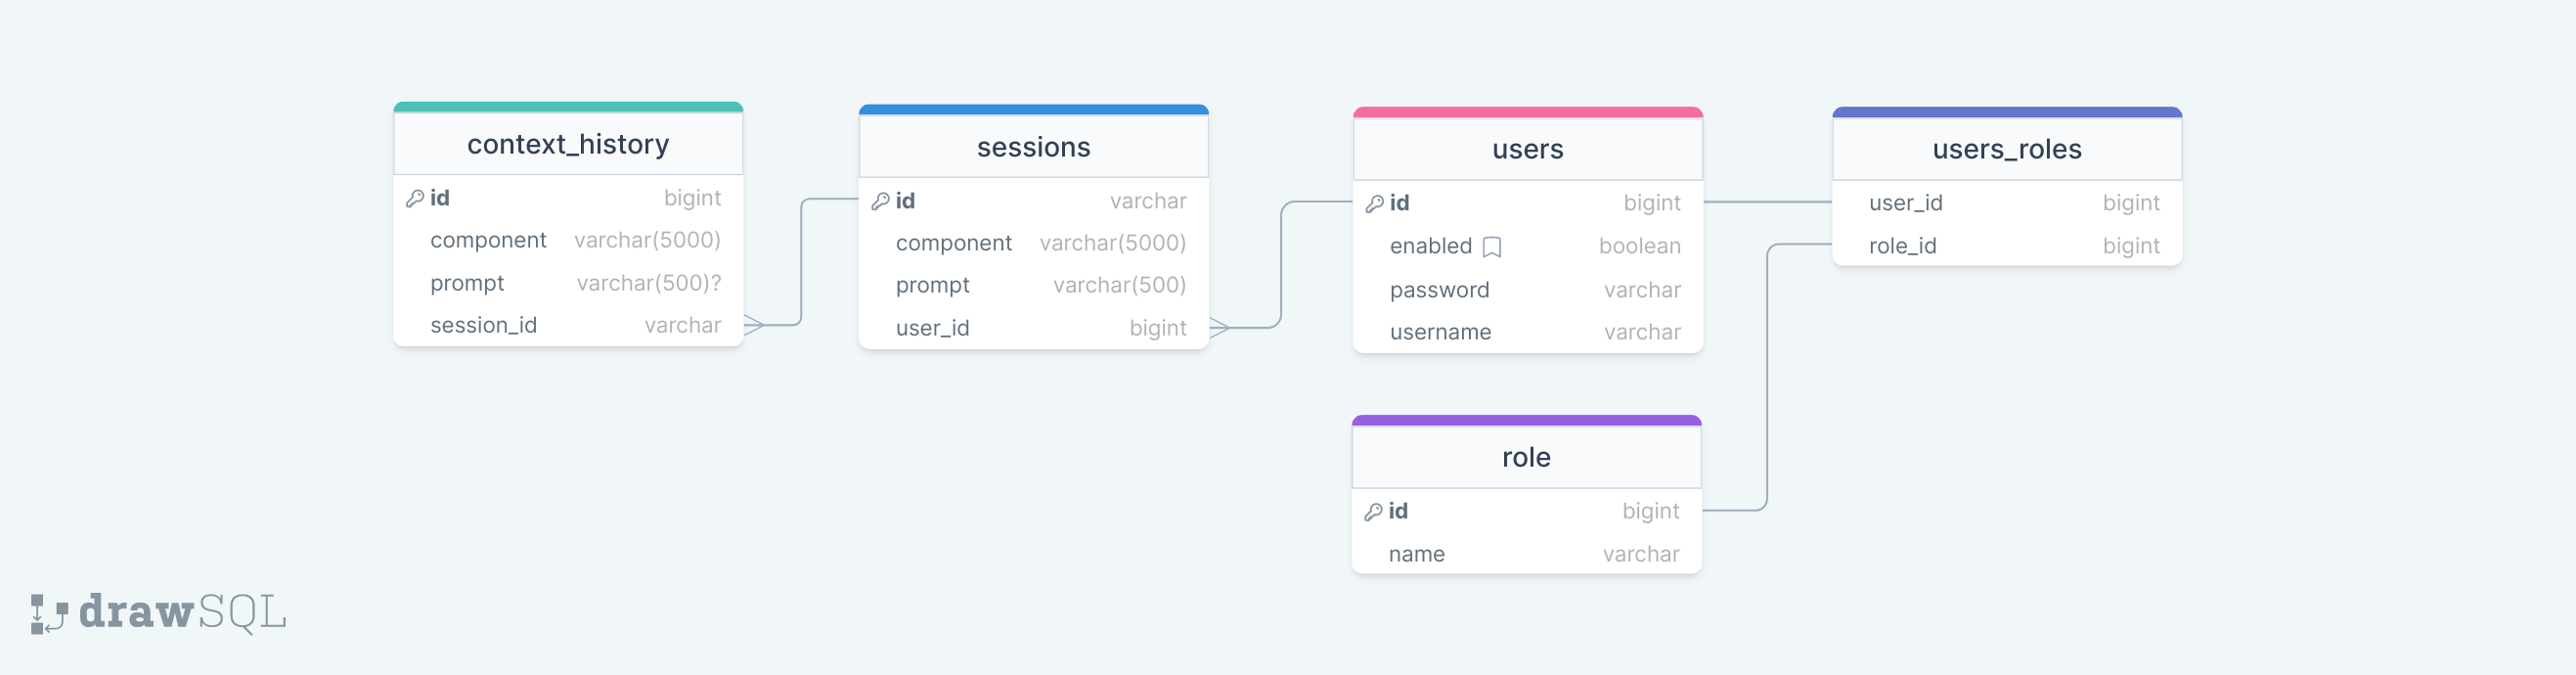 context_history
id bigint
component varchar(5000)
prompt varchar(500)?
session_id varchar
sessions
id varchar
component varchar(5000)
prompt varchar(500)
user_id bigint
users
id bigint
enabled boolean
password varchar
username varchar
users_roles
user_id bigint
role_id bigint
role
id bigint
name varchar
drawSQL